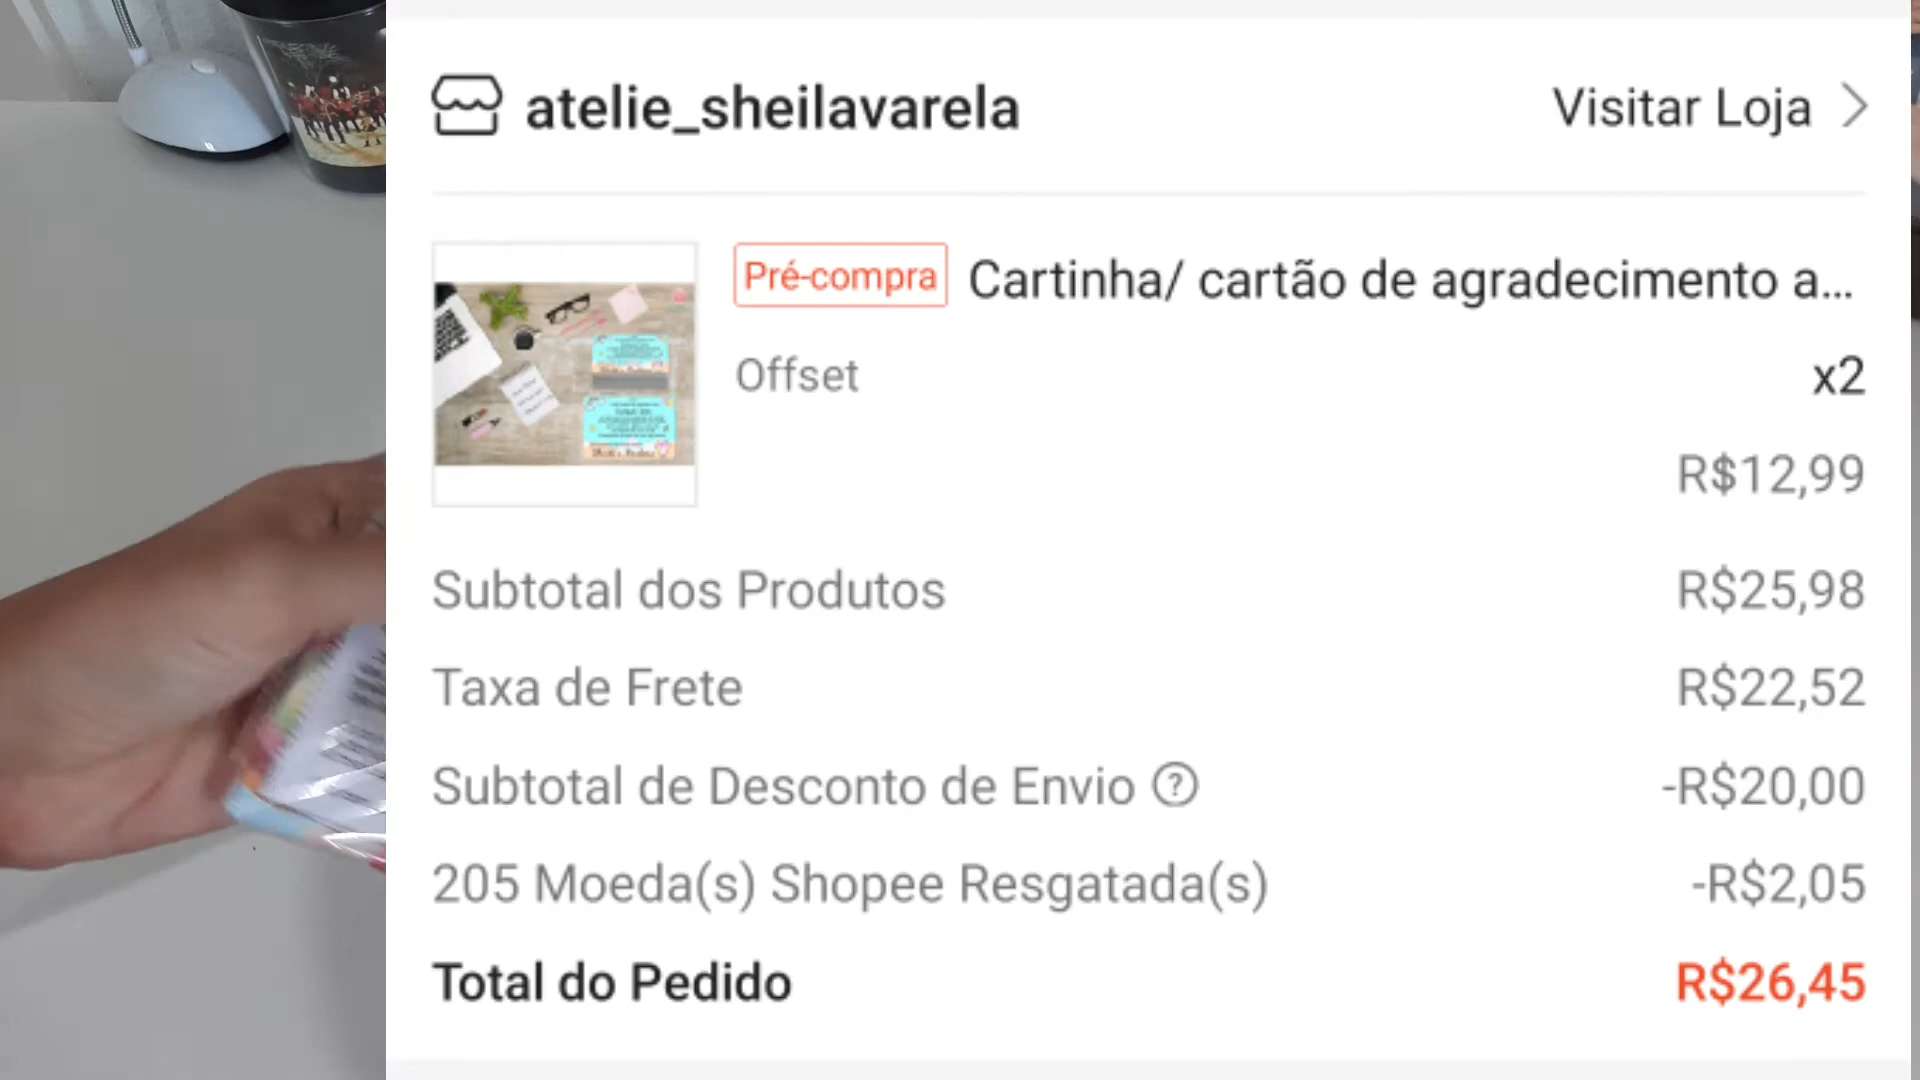 atelie_sheilavarela
Visitar Loja
Pré-compra Cartinha/ cartão de agradecimento a...
Offset
x2
R$12,99
Subtotal dos Produtos R$25,98
Taxa de Frete R$22,52
Subtotal de Desconto de Envio -R$20,00
205 Moeda(s) Shopee Resgatada(s) -R$2,05
Total do Pedido R$26,45